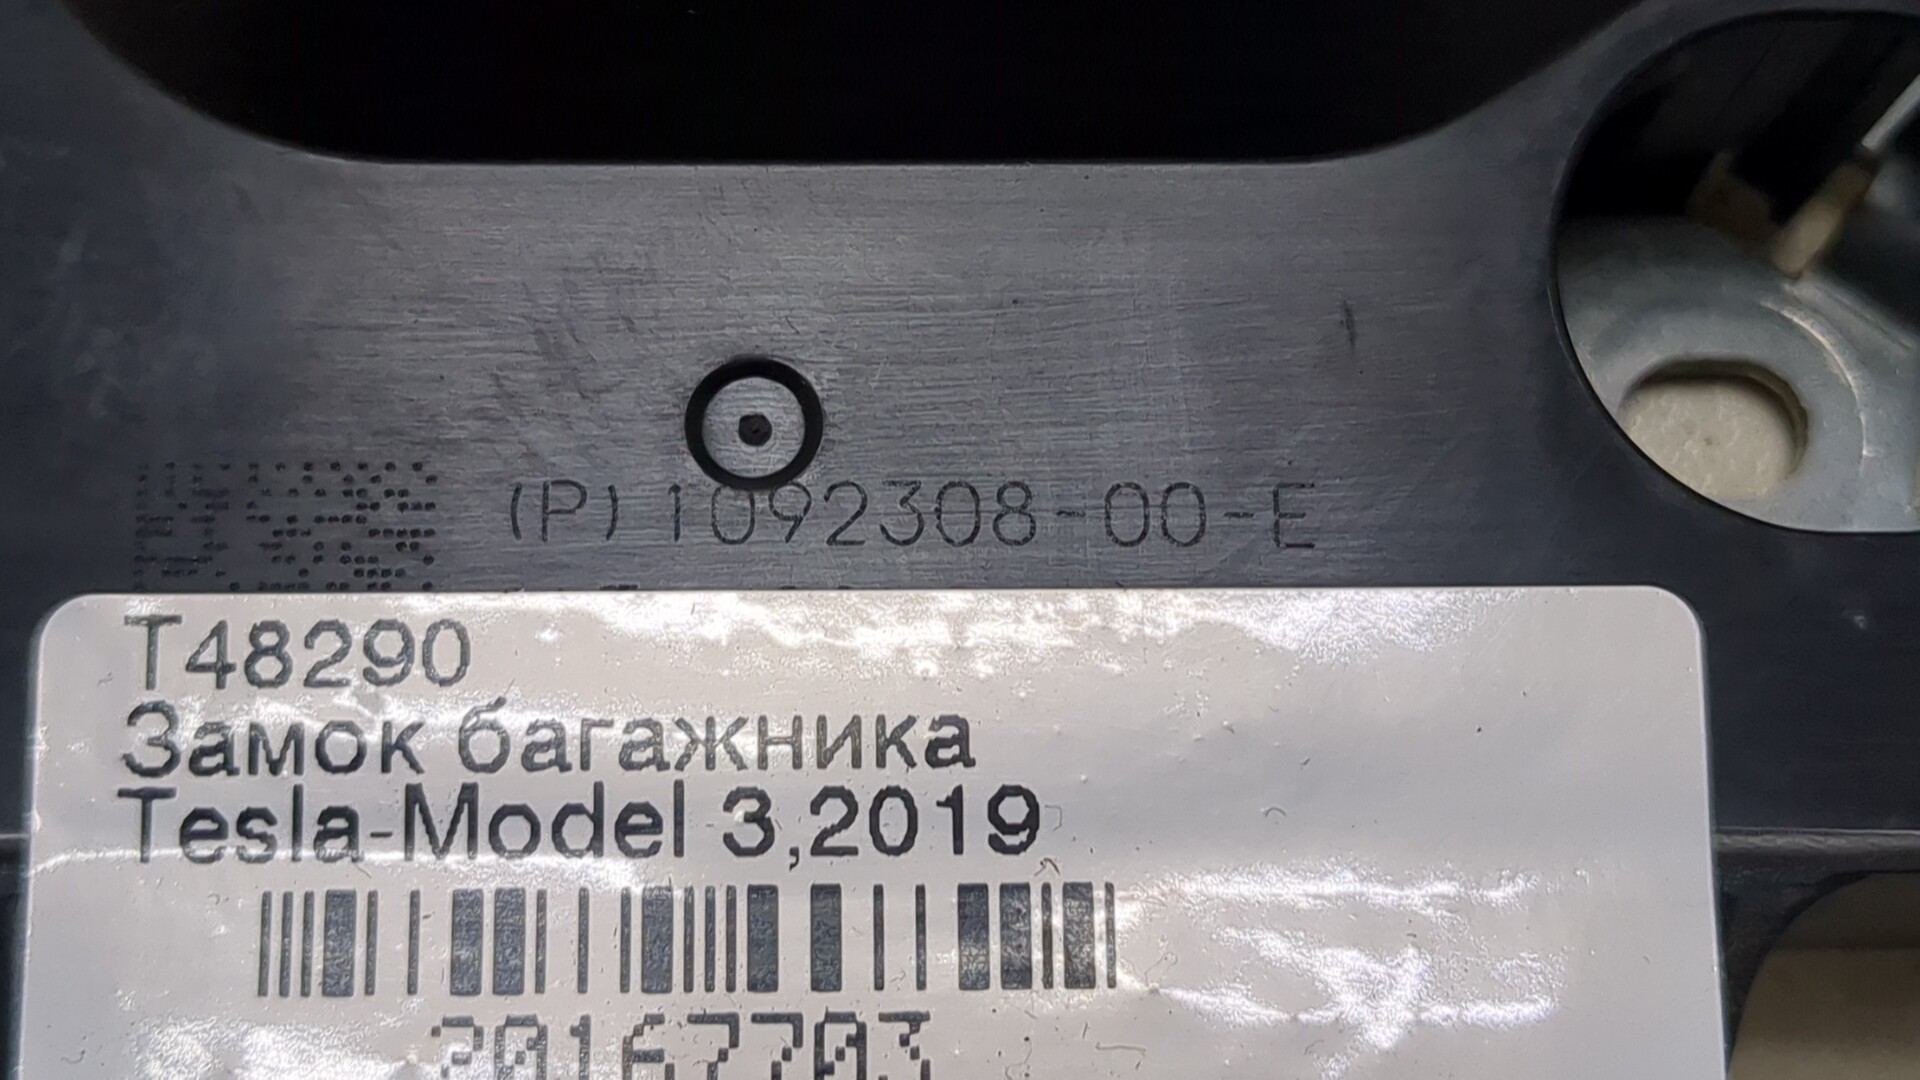 (P) 1092308-00-E
T48290
Замок багажника
Tesla-Model 3,2019
20167703